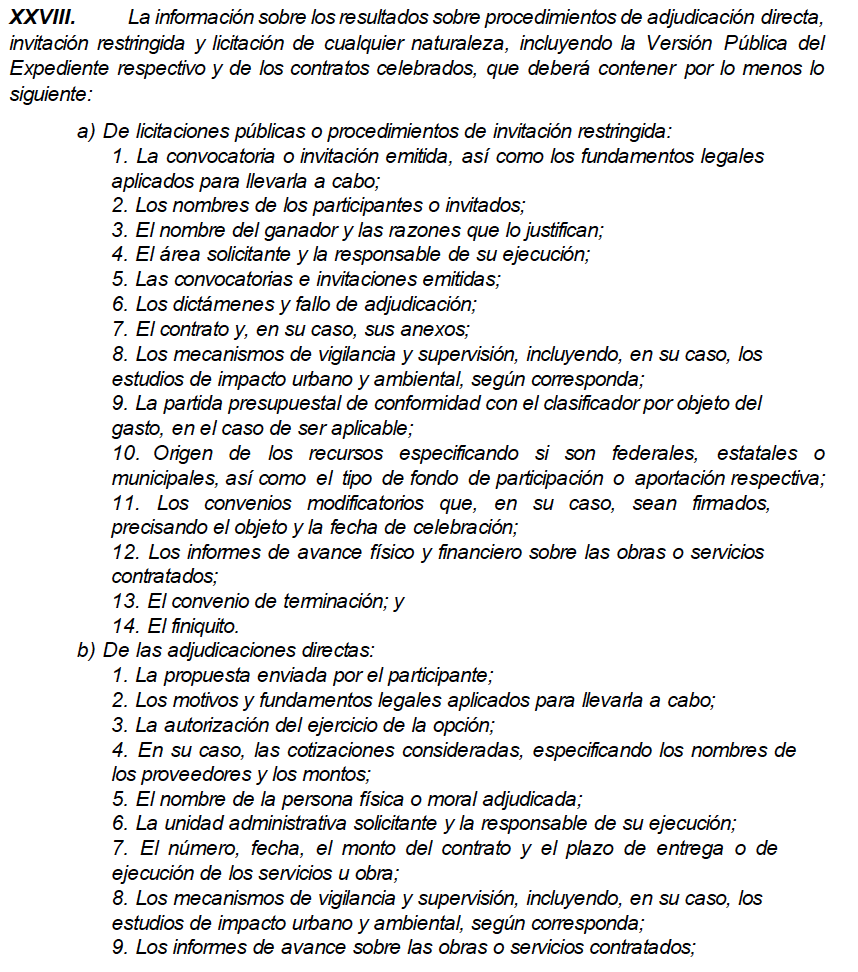 XXVIII. La información sobre los resultados sobre procedimientos de adjudicación directa,
invitación restringida y licitación de cualquier naturaleza, incluyendo la Versión Pública del
Expediente respectivo y de los contratos celebrados, que deberá contener por lo menos lo
siguiente:
a) De licitaciones públicas o procedimientos de invitación restringida:
1. La convocatoria o invitación emitida, así como los fundamentos legales
aplicados para llevarla a cabo;
2. Los nombres de los participantes o invitados;
3. El nombre del ganador y las razones que lo justifican;
4. El área solicitante y la responsable de su ejecución;
5. Las convocatorias e invitaciones emitidas;
6. Los dictámenes y fallo de adjudicación;
7. El contrato y, en su caso, sus anexos;
8. Los mecanismos de vigilancia y supervisión, incluyendo, en su caso, los
estudios de impacto urbano y ambiental, según corresponda;
9. La partida presupuestal de conformidad con el clasificador por objeto del
gasto, en el caso de ser aplicable;
10. Origen de los recursos especificando si son federales, estatales o
municipales, así como el tipo de fondo de participación o aportación respectiva;
11. Los convenios modificatorios que, en su caso, sean firmados,
precisando el objeto y la fecha de celebración;
12. Los informes de avance físico y financiero sobre las obras o servicios
contratados;
13. El convenio de terminación; y
14. El finiquito.
b) De las adjudicaciones directas:
1. La propuesta enviada por el participante;
2. Los motivos y fundamentos legales aplicados para llevarla a cabo;
3. La autorización del ejercicio de la opción;
4. En su caso, las cotizaciones consideradas, especificando los nombres de
los proveedores y los montos;
5. El nombre de la persona física o moral adjudicada;
6. La unidad administrativa solicitante y la responsable de su ejecución;
7. El número, fecha, el monto del contrato y el plazo de entrega o de
ejecución de los servicios u obra;
8. Los mecanismos de vigilancia y supervisión, incluyendo, en su caso, los
estudios de impacto urbano y ambiental, según corresponda;
9. Los informes de avance sobre las obras o servicios contratados;